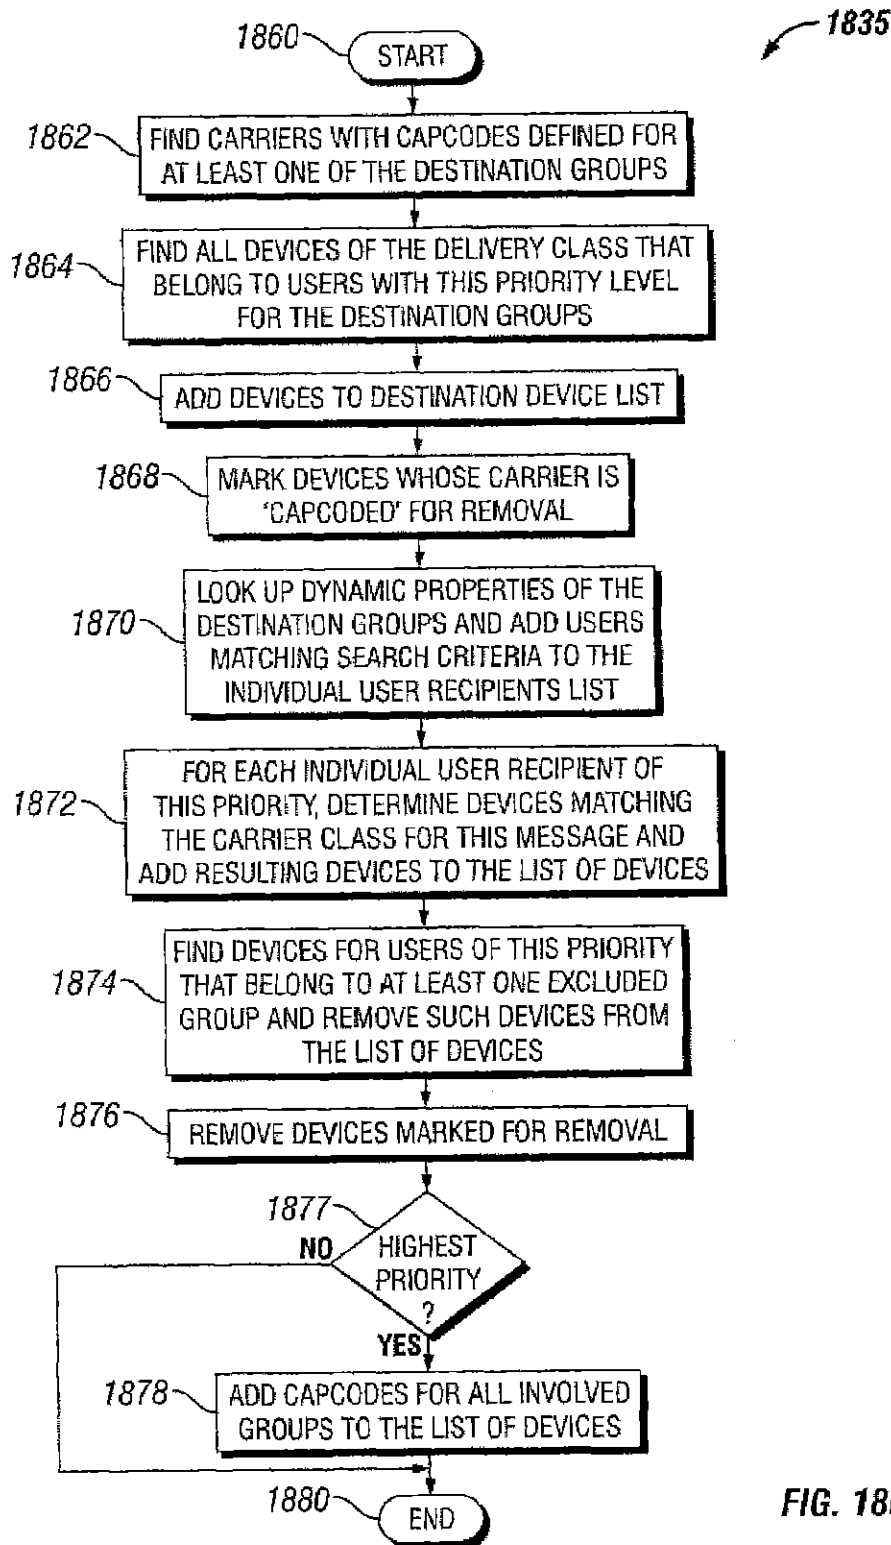 1835
1860
START
1862
FIND CARRIERS WITH CAPCODES DEFINED FOR
AT LEAST ONE OF THE DESTINATION GROUPS
1864
FIND ALL DEVICES OF THE DELIVERY CLASS THAT
BELONG TO USERS WITH THIS PRIORITY LEVEL
FOR THE DESTINATION GROUPS
1866
ADD DEVICES TO DESTINATION DEVICE LIST
1868
MARK DEVICES WHOSE CARRIER IS
'CAPCODED' FOR REMOVAL
1870
LOOK UP DYNAMIC PROPERTIES OF THE
DESTINATION GROUPS AND ADD USERS
MATCHING SEARCH CRITERIA TO THE
INDIVIDUAL USER RECIPIENTS LIST
1872
FOR EACH INDIVIDUAL USER RECIPIENT OF
THIS PRIORITY, DETERMINE DEVICES MATCHING
THE CARRIER CLASS FOR THIS MESSAGE AND
ADD RESULTING DEVICES TO THE LIST OF DEVICES
1874
FIND DEVICES FOR USERS OF THIS PRIORITY
THAT BELONG TO AT LEAST ONE EXCLUDED
GROUP AND REMOVE SUCH DEVICES FROM
THE LIST OF DEVICES
1876
REMOVE DEVICES MARKED FOR REMOVAL
1877
NO
HIGHEST
PRIORITY
?
YES
1878
ADD CAPCODES FOR ALL INVOLVED
GROUPS TO THE LIST OF DEVICES
1880
END
FIG.